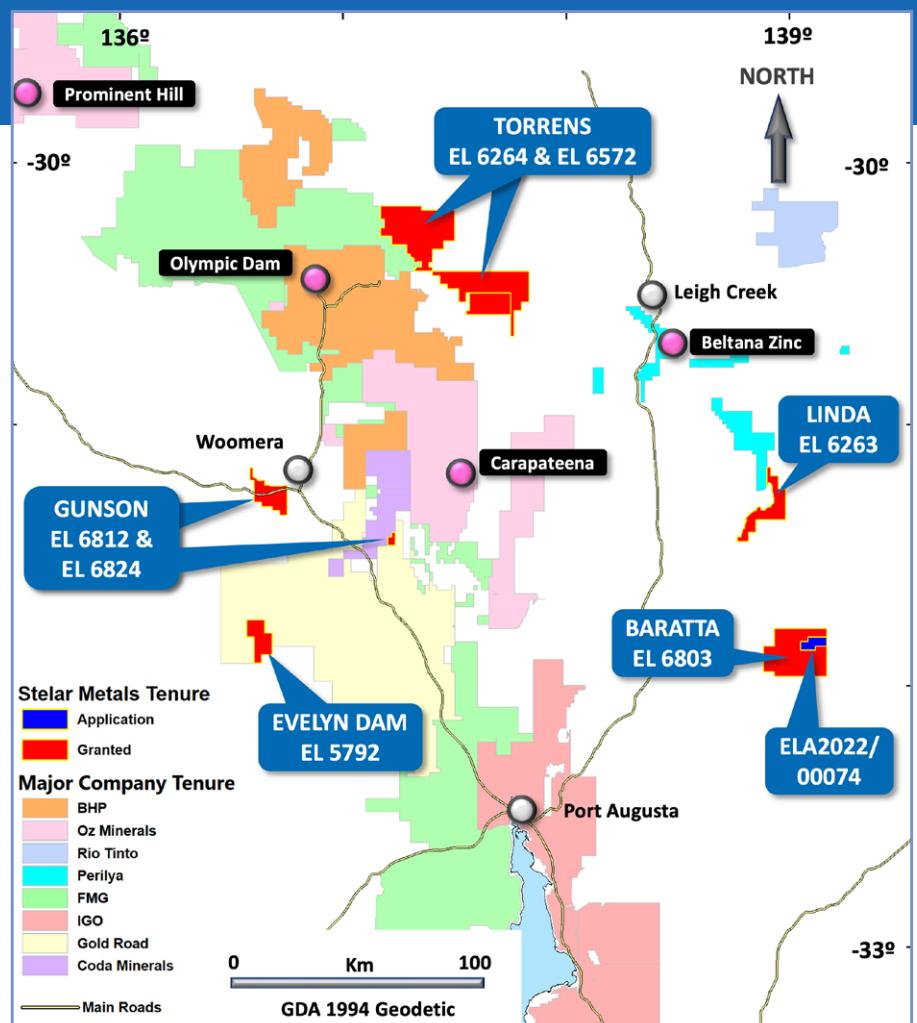 136º
139º
Prominent Hill
NORTH
TORRENS
EL 6264 & EL 6572
-30º
-30º
Olympic Dam
Leigh Creek
Beltana Zinc
LINDA
EL 6263
Woomera
Carapateena
GUNSON
EL 6812 &
EL 6824
BARATTA
EL 6803
Stelar Metals Tenure
Application
Granted
EVELYN DAM
EL 5792
ELA2022/
00074
Major Company Tenure
BHP
Oz Minerals
Rio Tinto
Perilya
FMG
IGO
Gold Road
Coda Minerals
Main Roads
Port Augusta
-33º
0 Km 100
GDA 1994 Geodetic